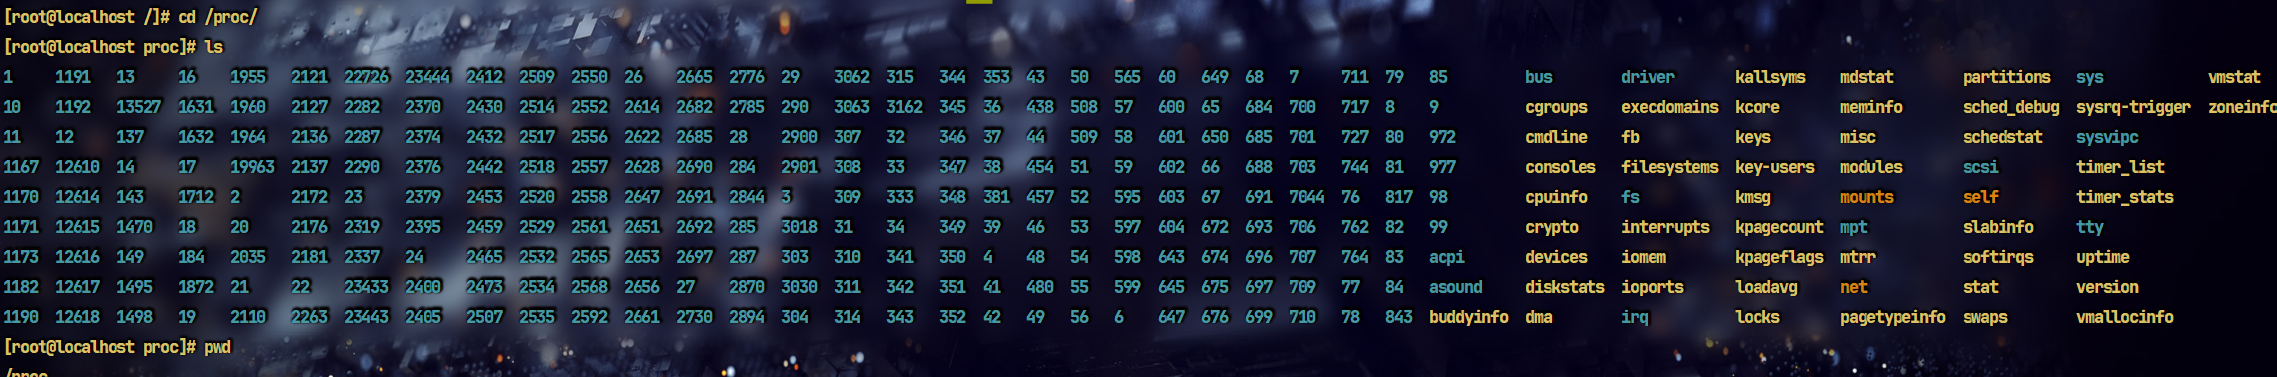 [root@localhost /]# cd /proc/
[root@localhost proc]# ls
1 1191 13 16 1955 2121 22726 23444 2412 2509 2550 26 2665 2776 29 3062 315 344 353 43 50 565 60 649 68 7 711 79 85 bus driver kallsyms mdstat partitions sys vmstat
10 1192 13527 1631 1960 2127 2282 2370 2430 2514 2552 2614 2682 2785 290 3063 3162 345 36 438 508 57 600 65 684 700 717 8 9 cgroups execdomains kcore meminfo sched_debug sysrq-trigger zoneinfo
11 12 137 1632 1964 2136 2287 2374 2432 2517 2556 2622 2685 28 2900 307 32 346 37 44 509 58 601 650 685 701 727 80 972 cmdline fb keys misc schedstat sysvipc
1167 12610 14 17 19963 2137 2290 2376 2442 2518 2557 2628 2690 284 2901 308 33 347 38 454 51 59 602 66 688 703 744 81 977 consoles filesystems key-users modules scsi timer_list
1170 12614 143 1712 2 2172 23 2379 2453 2520 2558 2647 2691 2844 3 309 333 348 381 457 52 595 603 67 691 7044 76 817 98 cpuinfo fs kmsg mounts self timer_stats
1171 12615 1470 18 20 2176 2319 2395 2459 2529 2561 2651 2692 285 3018 31 34 349 39 46 53 597 604 672 693 706 762 82 99 crypto interrupts kpagecount mpt slabinfo tty
1173 12616 149 184 2035 2181 2337 24 2465 2532 2565 2653 2697 287 303 310 341 350 4 48 54 598 643 674 696 707 764 83 acpi devices iomem kpageflags mtrr softirqs uptime
1182 12617 1495 1872 21 22 23433 2400 2473 2534 2568 2656 27 2870 3030 311 342 351 41 480 55 599 645 675 697 709 77 84 asound diskstats ioports loadavg net stat version
1190 12618 1498 19 2110 2263 23443 2405 2507 2535 2592 2661 2730 2894 304 314 343 352 42 49 56 6 647 676 699 710 78 843 buddyinfo dma irq locks pagetypeinfo swaps vmallocinfo
[root@localhost proc]# pwd
/proc